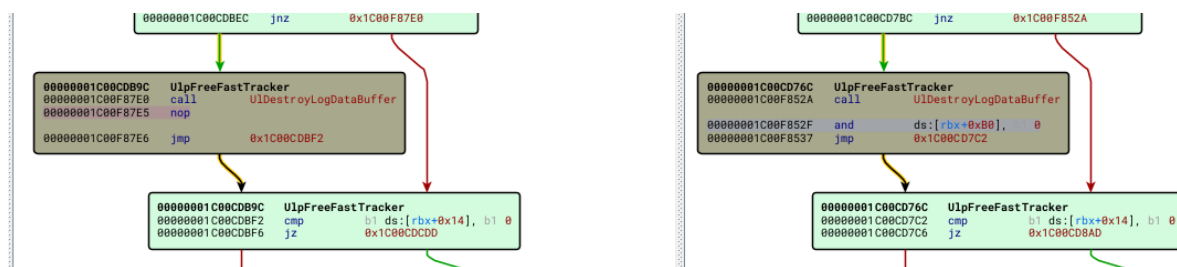 00000001C00CDBEC jnz 0x1C00F87E0
00000001C00CDB9C UlpFreeFastTracker
00000001C00F87E0 call UlDestroyLogDataBuffer
00000001C00F87E5 nop
00000001C00F87E6 jmp 0x1C00CDBF2
00000001C00CDB9C UlpFreeFastTracker
00000001C00CDBF2 cmp b1 ds:[rbx+0x14], b1 0
00000001C00CDBF6 jz 0x1C00CDCDD
00000001C00CD7BC jnz 0x1C00F852A
00000001C00CD76C UlpFreeFastTracker
00000001C00F852A call UlDestroyLogDataBuffer
00000001C00F852F and ds:[rbx+0xB0], b1 0
00000001C00F8537 jmp 0x1C00CD7C2
00000001C00CD76C UlpFreeFastTracker
00000001C00CD7C2 cmp b1 ds:[rbx+0x14], b1 0
00000001C00CD7C6 jz 0x1C00CD8AD